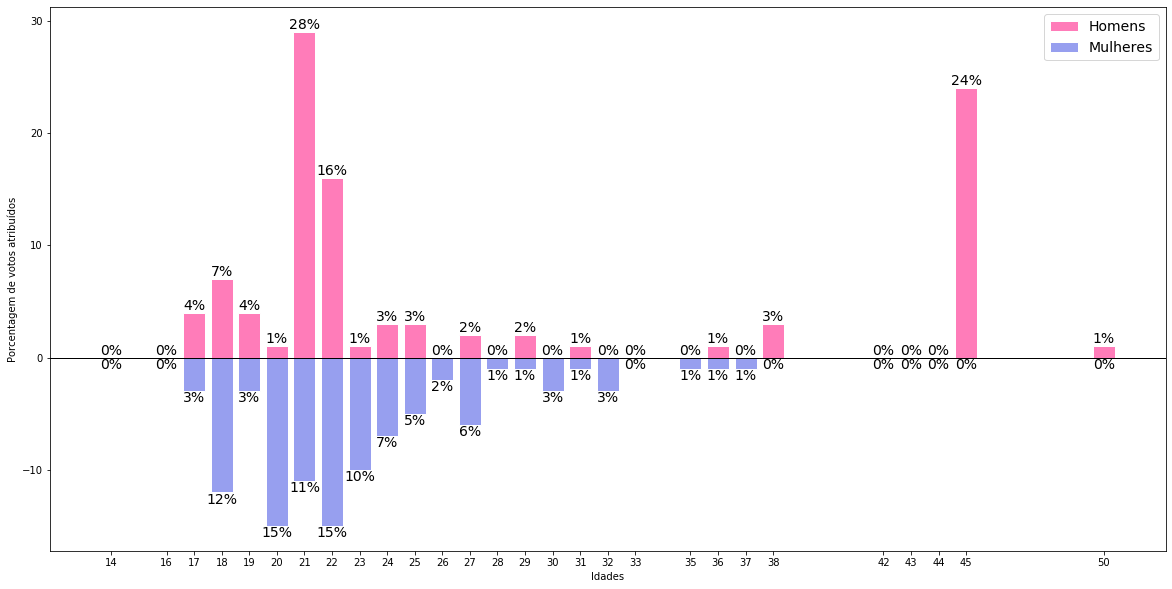 Homens
Mulheres
Porcentagem de votos atribuídos
30
20
10
0
−10
28%
24%
16%
7%
4% 4% 3% 3% 3%
1% 1% 2% 2% 1% 1% 1%
0% 0% 0% 0% 0% 0% 0% 0% 0% 0% 0% 0%
0% 0% 0% 0% 0% 0% 0% 0% 0%
1% 1% 1% 1% 1% 1%
3% 3% 2% 3% 3%
5%
6%
7%
12% 11% 10%
15% 15%
14 16 17 18 19 20 21 22 23 24 25 26 27 28 29 30 31 32 33 35 36 37 38 42 43 44 45 50
Idades